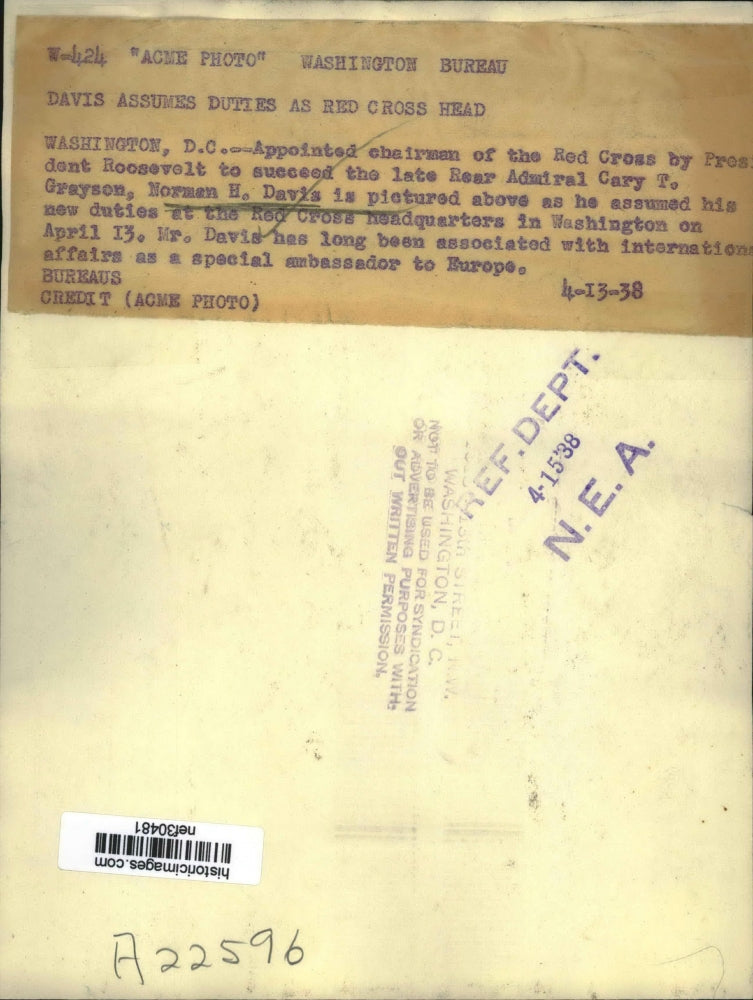 W-424 "ACME PHOTO" WASHINGTON BUREAU
DAVIS ASSUMES DUTIES AS RED CROSS HEAD
WASHINGTON, D.C.--Appointed chairman of the Red Cross by Presi
dent Roosevelt to succeed the late Rear Admiral Cary T.
Grayson, Norman H. Davis is pictured above as he assumed his
new duties at the Red Cross headquarters in Washington on
April 13. Mr. Davis has long been associated with internation
affairs as a special ambassador to Europe.
BUREAUS
CREDIT (ACME PHOTO) 4-13-38
REF. DEPT.
4-15'38
N. E. A.
13th STREET, N.W.
WASHINGTON, D. C.
NOT TO BE USED FOR SYNDICATION
OR ADVERTISING PURPOSES WITH-
OUT WRITTEN PERMISSION.
historicimages.com
nef30481
A22596